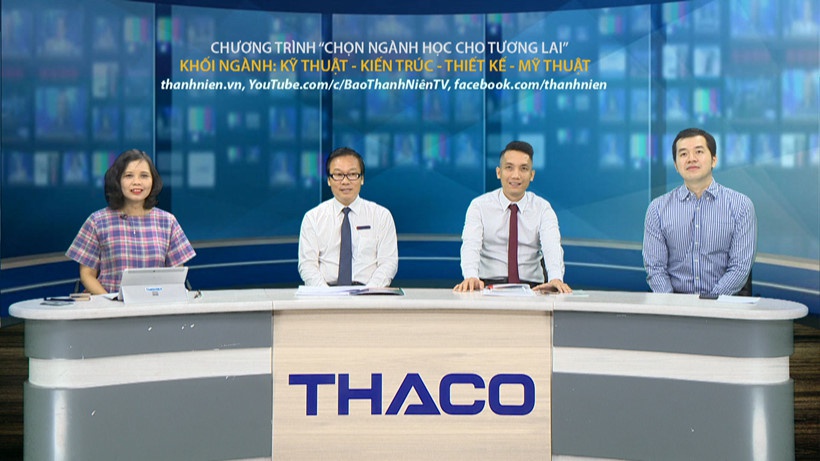 CHƯƠNG TRÌNH “CHỌN NGÀNH HỌC CHO TƯƠNG LAI”
KHỐI NGÀNH: KỸ THUẬT - KIẾN TRÚC - THIẾT KẾ - MỸ THUẬT
thanhnien.vn, YouTube.com/c/BaoThanhNiênTV, facebook.com/thanhnien
THACO